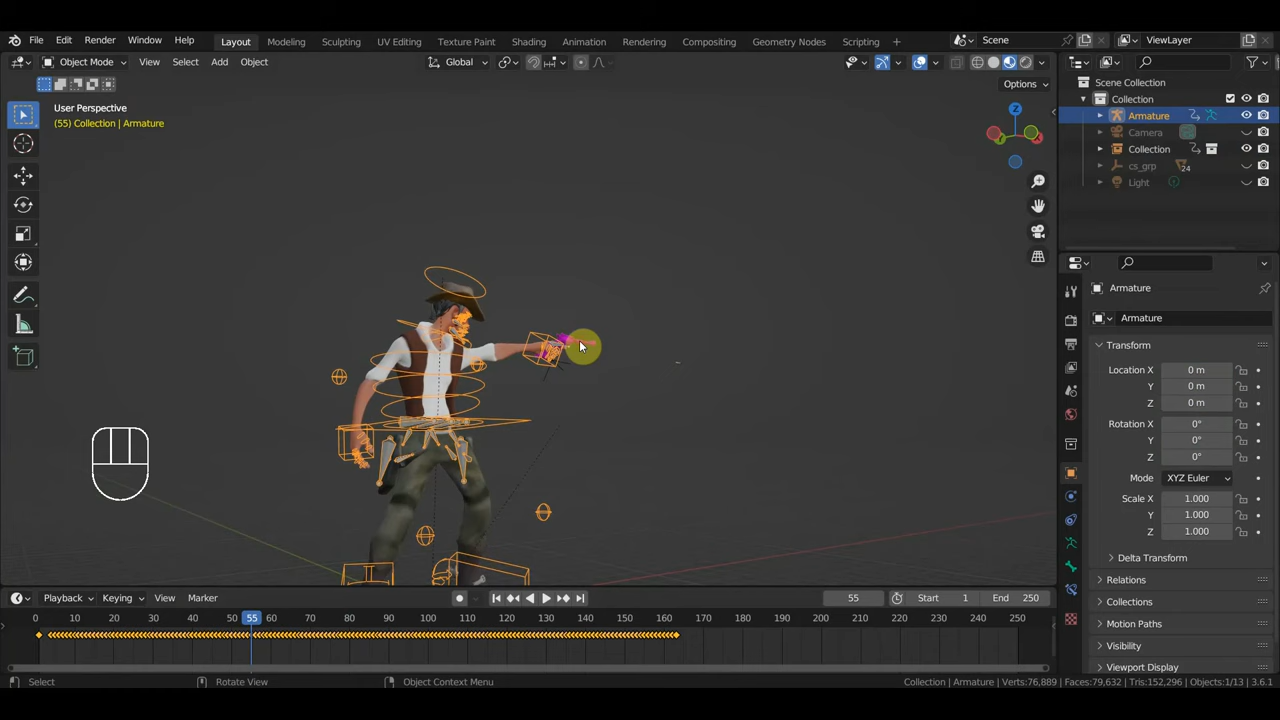 File Edit Render Window Help Layout Modeling Sculpting UV Editing Texture Paint Shading Animation Rendering Compositing Geometry Nodes Scripting + Scene ViewLayer
Object Mode View Select Add Object Global
Options
User Perspective
(55) Collection | Armature
Z
Scene Collection
Collection
Armature
Camera
Collection
cs_grp 24
Light
Armature
Armature
Transform
Location X 0 m
Y 0 m
Z 0 m
Rotation X 0°
Y 0°
Z 0°
Mode XYZ Euler
Scale X 1.000
Y 1.000
Z 1.000
Delta Transform
Relations
Collections
Motion Paths
Visibility
Viewport Display
Playback Keying View Marker 55 Start 1 End 250
0 10 20 30 40 50 55 60 70 80 90 100 110 120 130 140 150 160 170 180 190 200 210 220 230 240 250
Select Rotate View Object Context Menu Collection | Armature | Verts:76,889 | Faces:79,632 | Tris:152,296 | Objects:1/13 | 3.6.1